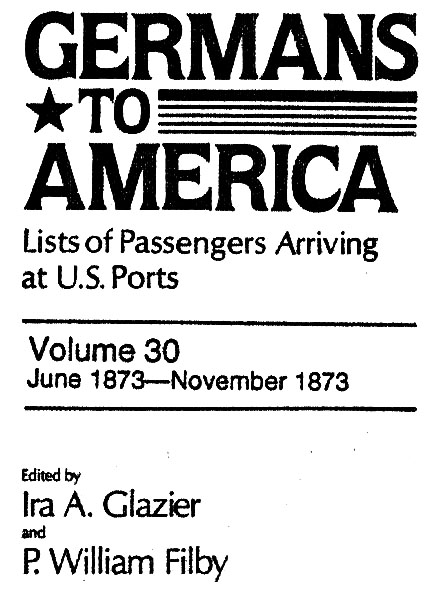 GERMANS
★TO
AMERICA
Lists of Passengers Arriving
at U.S. Ports
Volume 30
June 1873—November 1873
Edited by
Ira A. Glazier
and
P. William Filby